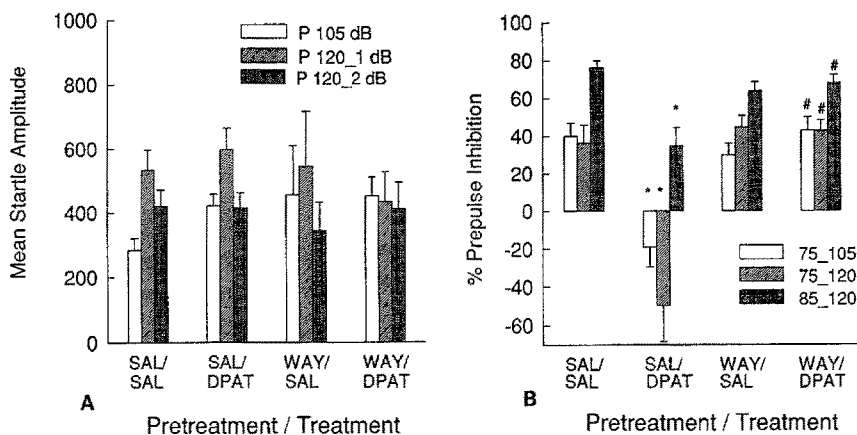 1000
800
600
400
200
0
Mean Startle Amplitude
P 105 dB
P 120_1 dB
P 120_2 dB
SAL/ SAL/ WAY/ WAY/
SAL DPAT SAL DPAT
A
Pretreatment / Treatment
100
80
60
40
20
0
-20
-40
-60
% Prepulse Inhibition
* * *
# # #
75_105
75_120
85_120
SAL/ SAL/ WAY/ WAY/
SAL DPAT SAL DPAT
B
Pretreatment / Treatment